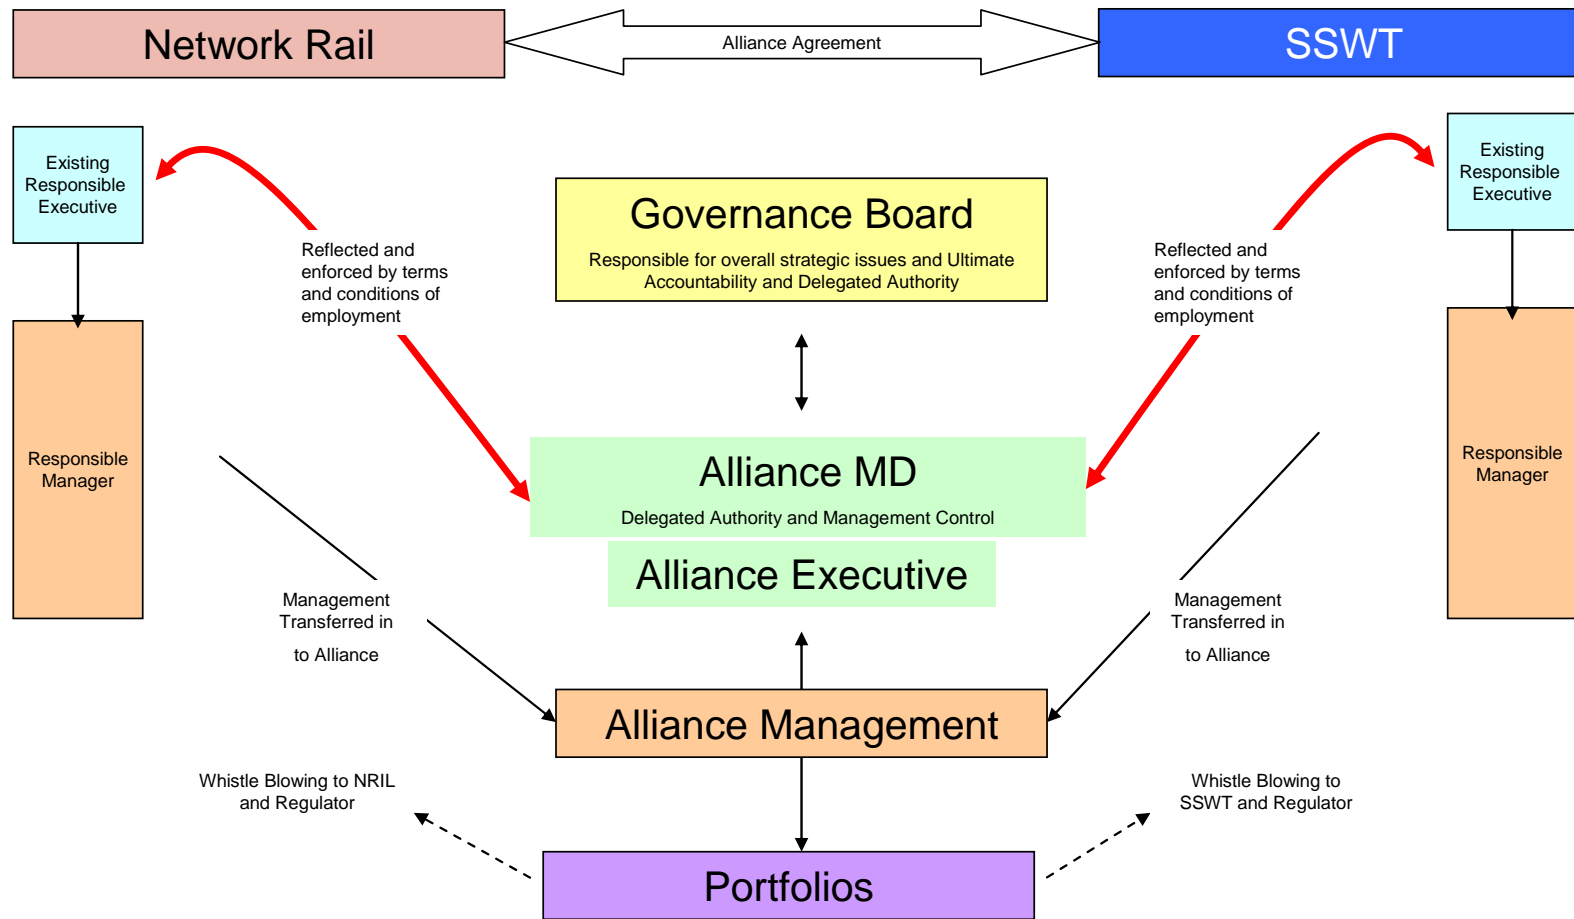 Network Rail
Alliance Agreement
SSWT
Existing
Responsible
Executive
Existing
Responsible
Executive
Governance Board
Responsible for overall strategic issues and Ultimate
Accountability and Delegated Authority
Reflected and
enforced by terms
and conditions of
employment
Reflected and
enforced by terms
and conditions of
employment
Responsible
Manager
Alliance MD
Delegated Authority and Management Control
Responsible
Manager
Alliance Executive
Management
Transferred in
to Alliance
Management
Transferred in
to Alliance
Alliance Management
Whistle Blowing to NRIL
and Regulator
Whistle Blowing to
SSWT and Regulator
Portfolios